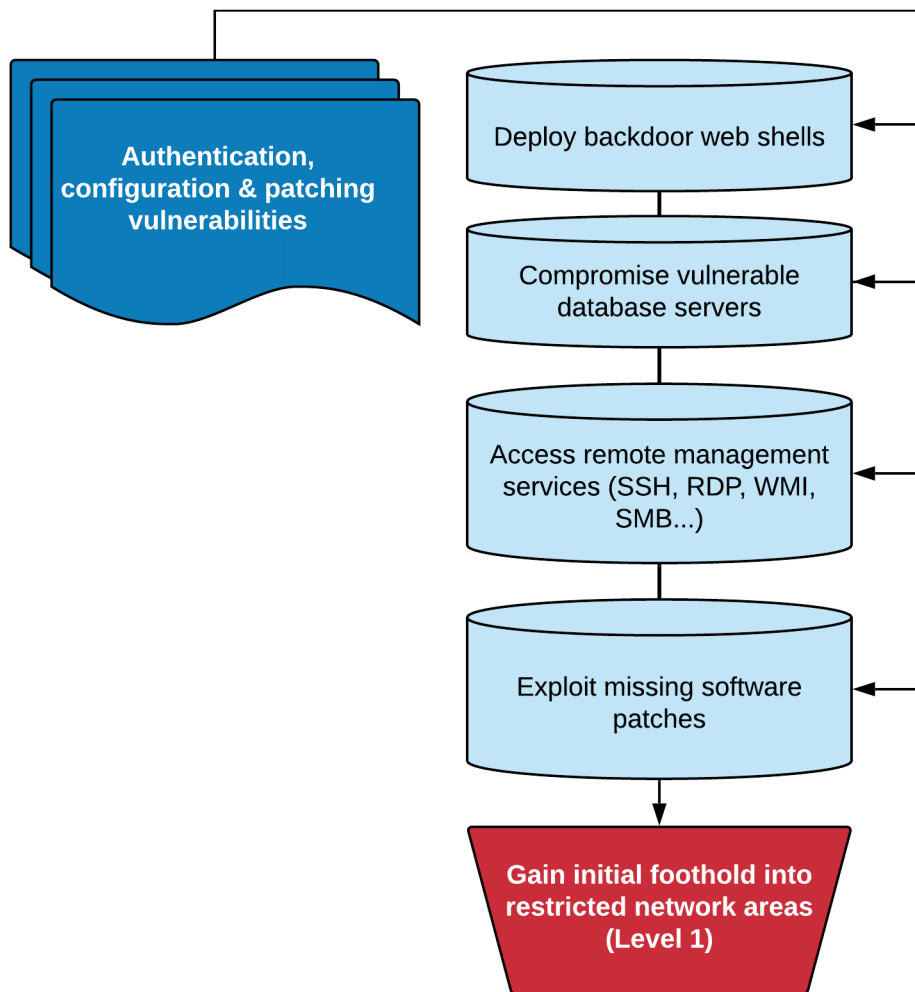 Authentication,
configuration & patching
vulnerabilities
Deploy backdoor web shells
Compromise vulnerable
database servers
Access remote management
services (SSH, RDP, WMI,
SMB...)
Exploit missing software
patches
Gain initial foothold into
restricted network areas
(Level 1)